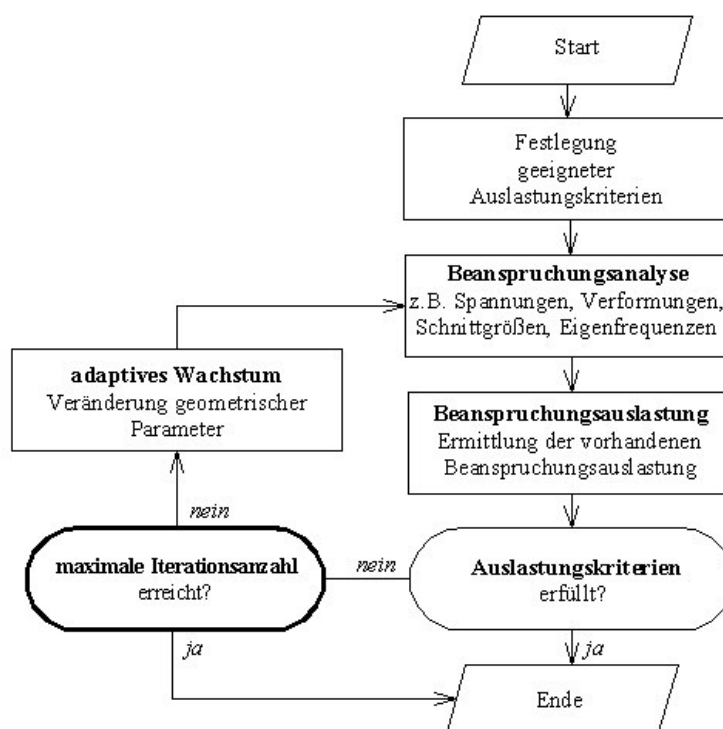 Start
Festlegung
geeigneter
Auslastungskriterien
Beanspruchungsanalyse
z.B. Spannungen, Verformungen,
Schnittgrößen, Eigenfrequenzen
adaptives Wachstum
Veränderung geometrischer
Parameter
Beanspruchungsauslastung
Ermittlung der vorhandenen
Beanspruchungsauslastung
nein
maximale Iterationsanzahl
erreicht?
nein
Auslastungskriterien
erfüllt?
ja
ja
Ende